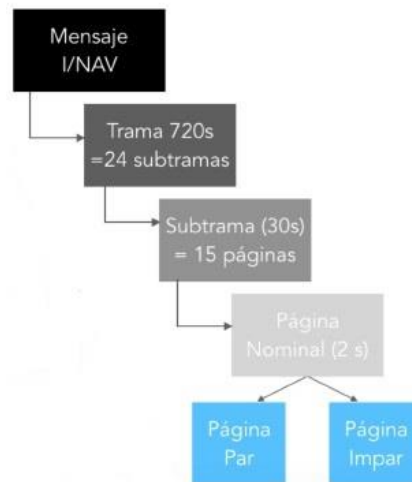 Mensaje
I/NAV
Trama 720s
=24 subtramas
Subtrama (30s)
= 15 páginas
Página
Nominal (2 s)
Página
Par
Página
Impar